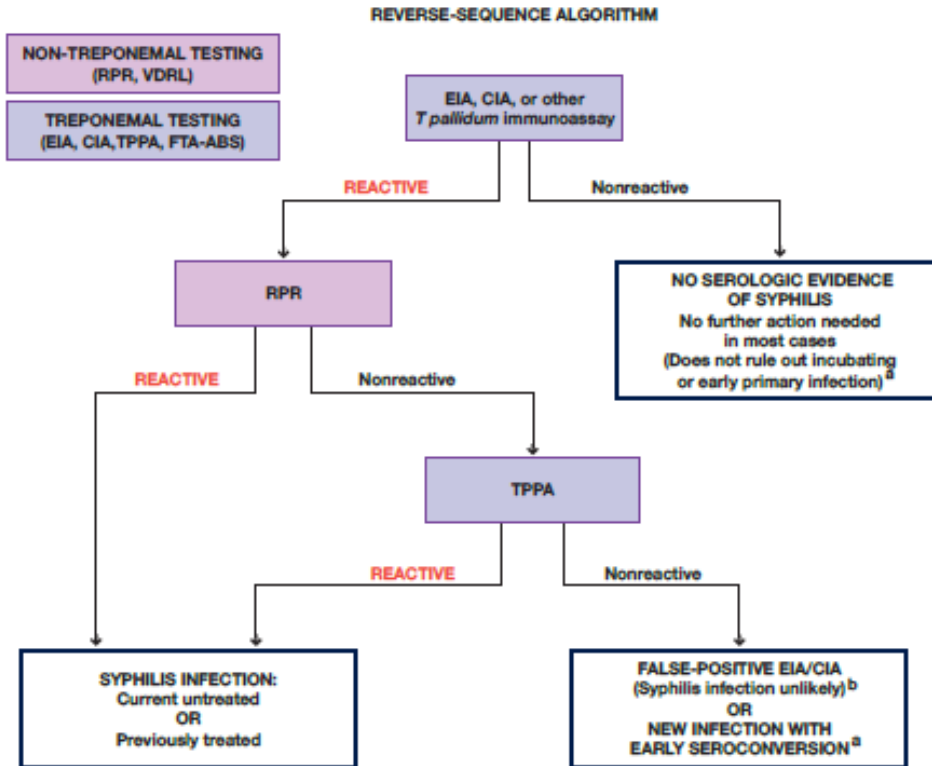 REVERSE-SEQUENCE ALGORITHM
NON-TREPONEMAL TESTING
(RPR, VDRL)
TREPONEMAL TESTING
(EIA, CIA,TPPA, FTA-ABS)
EIA, CIA, or other
T pallidum immunoassay
REACTIVE
Nonreactive
RPR
NO SEROLOGIC EVIDENCE
OF SYPHILIS
No further action needed
in most cases
(Does not rule out incubating
or early primary infection)a
REACTIVE
Nonreactive
TPPA
REACTIVE
Nonreactive
SYPHILIS INFECTION:
Current untreated
OR
Previously treated
FALSE-POSITIVE EIA/CIA
(Syphilis infection unlikely)b
OR
NEW INFECTION WITH
EARLY SEROCONVERSIONa